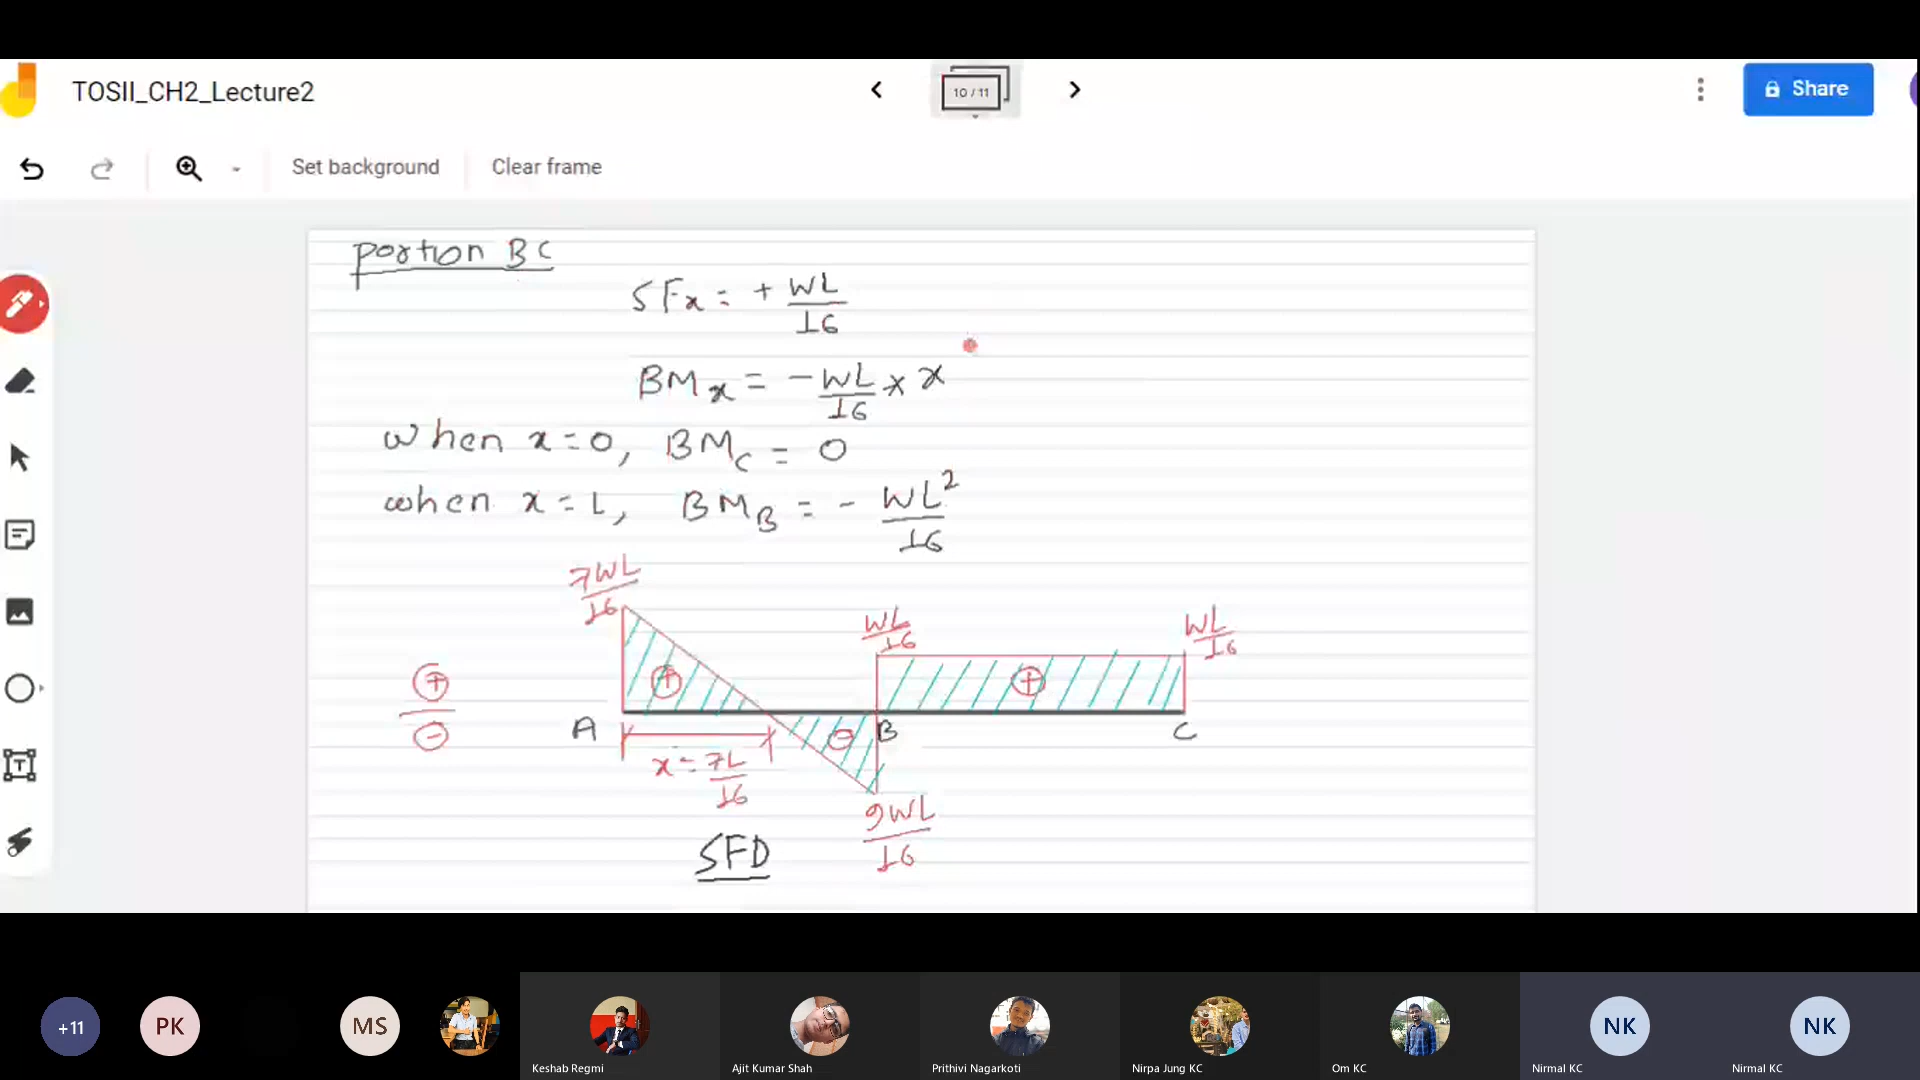 TOSII_CH2_Lecture2
10 / 11
Share
Set background
Clear frame
portion BC
SFx = + WL/16
BMx = - WL/16 × x
when x = 0, BMC = 0
when x = L, BMB = - WL²/16
7WL/16
WL/16
WL/16
+
+
+
-
-
A
B
C
x = 7L/16
9WL/16
SFD
+11
PK
MS
NK
NK
Keshab Regmi
Ajit Kumar Shah
Prithivi Nagarkoti
Nirpa Jung KC
Om KC
Nirmal KC
Nirmal KC